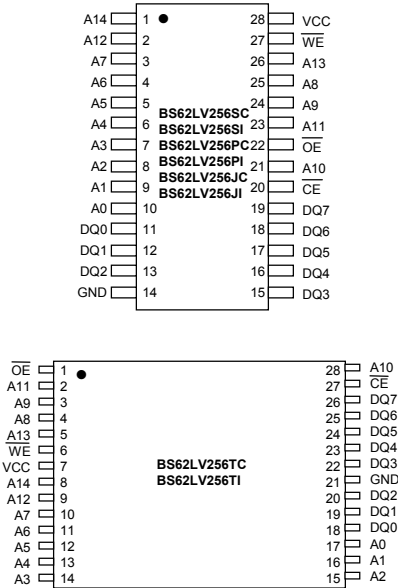 A14 1 28 VCC
A12 2 27 WE
A7 3 26 A13
A6 4 25 A8
A5 5 24 A9
A4 6 23 A11
A3 7 22 OE
A2 8 21 A10
A1 9 20 CE
A0 10 19 DQ7
DQ0 11 18 DQ6
DQ1 12 17 DQ5
DQ2 13 16 DQ4
GND 14 15 DQ3
BS62LV256SC
BS62LV256SI
BS62LV256PC
BS62LV256PI
BS62LV256JC
BS62LV256JI
OE 1 28 A10
A11 2 27 CE
A9 3 26 DQ7
A8 4 25 DQ6
A13 5 24 DQ5
WE 6 23 DQ4
VCC 7 22 DQ3
A14 8 21 GND
A12 9 20 DQ2
A7 10 19 DQ1
A6 11 18 DQ0
A5 12 17 A0
A4 13 16 A1
A3 14 15 A2
BS62LV256TC
BS62LV256TI